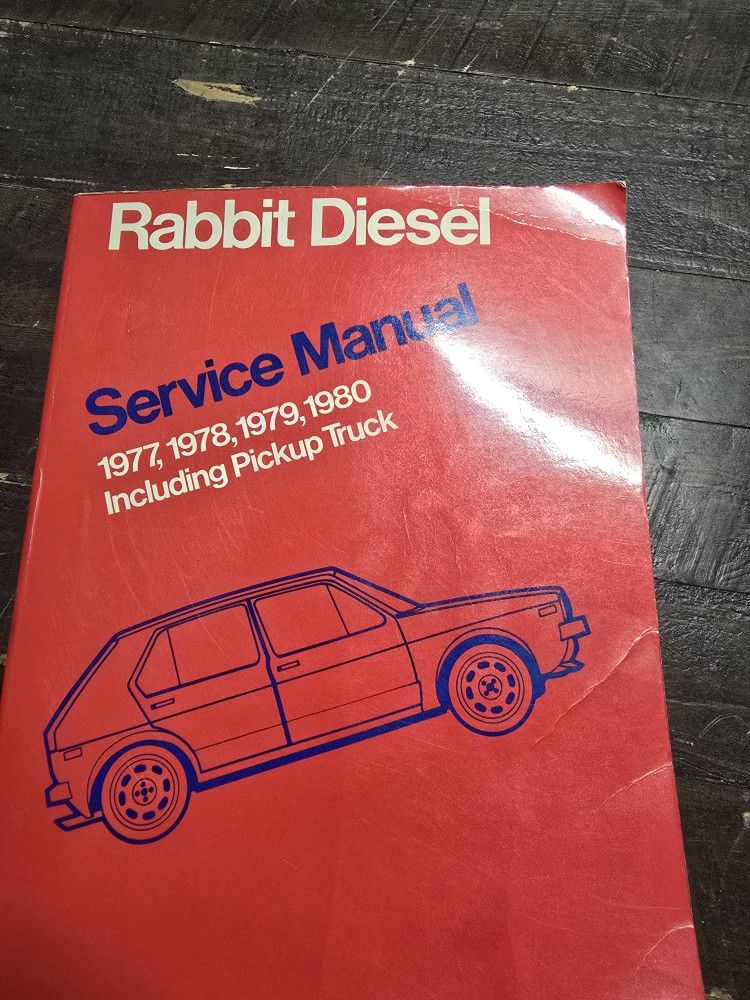 Rabbit Diesel
Service Manual
1977, 1978, 1979, 1980
Including Pickup Truck